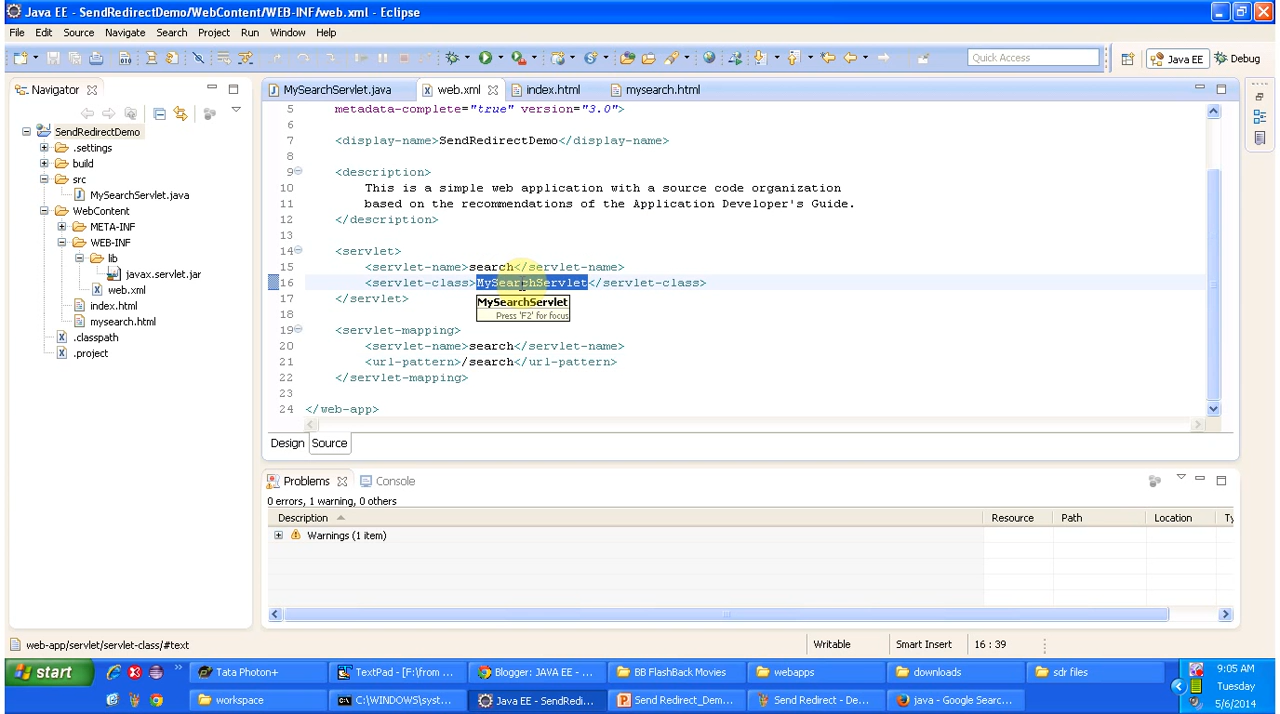 Java EE - SendRedirectDemo/WebContent/WEB-INF/web.xml - Eclipse
File Edit Source Navigate Search Project Run Window Help
Quick Access
Java EE
Debug
Navigator
SendRedirectDemo
.settings
build
src
MySearchServlet.java
WebContent
META-INF
WEB-INF
lib
javax.servlet.jar
web.xml
index.html
mysearch.html
.classpath
.project
MySearchServlet.java web.xml index.html mysearch.html
5 metadata-complete="true" version="3.0">
6
7 <display-name>SendRedirectDemo</display-name>
8
9 <description>
10 This is a simple web application with a source code organization
11 based on the recommendations of the Application Developer's Guide.
12 </description>
13
14 <servlet>
15 <servlet-name>search</servlet-name>
16 <servlet-class>MySearchServlet</servlet-class>
17 </servlet>
MySearchServlet
Press 'F2' for focus
18
19 <servlet-mapping>
20 <servlet-name>search</servlet-name>
21 <url-pattern>/search</url-pattern>
22 </servlet-mapping>
23
24 </web-app>
Design Source
Problems Console
0 errors, 1 warning, 0 others
Description Resource Path Location Ty
Warnings (1 item)
web-app/servlet/servlet-class/#text Writable Smart Insert 16 : 39
start
Tata Photon+
TextPad - [F:\from ...
Blogger: JAVA EE - ...
BB FlashBack Movies
webapps
downloads
sdr files
workspace
C:\WINDOWS\syst...
Java EE - SendRedi...
Send Redirect_Dem...
Send Redirect - De...
java - Google Searc...
9:05 AM
Tuesday
5/6/2014